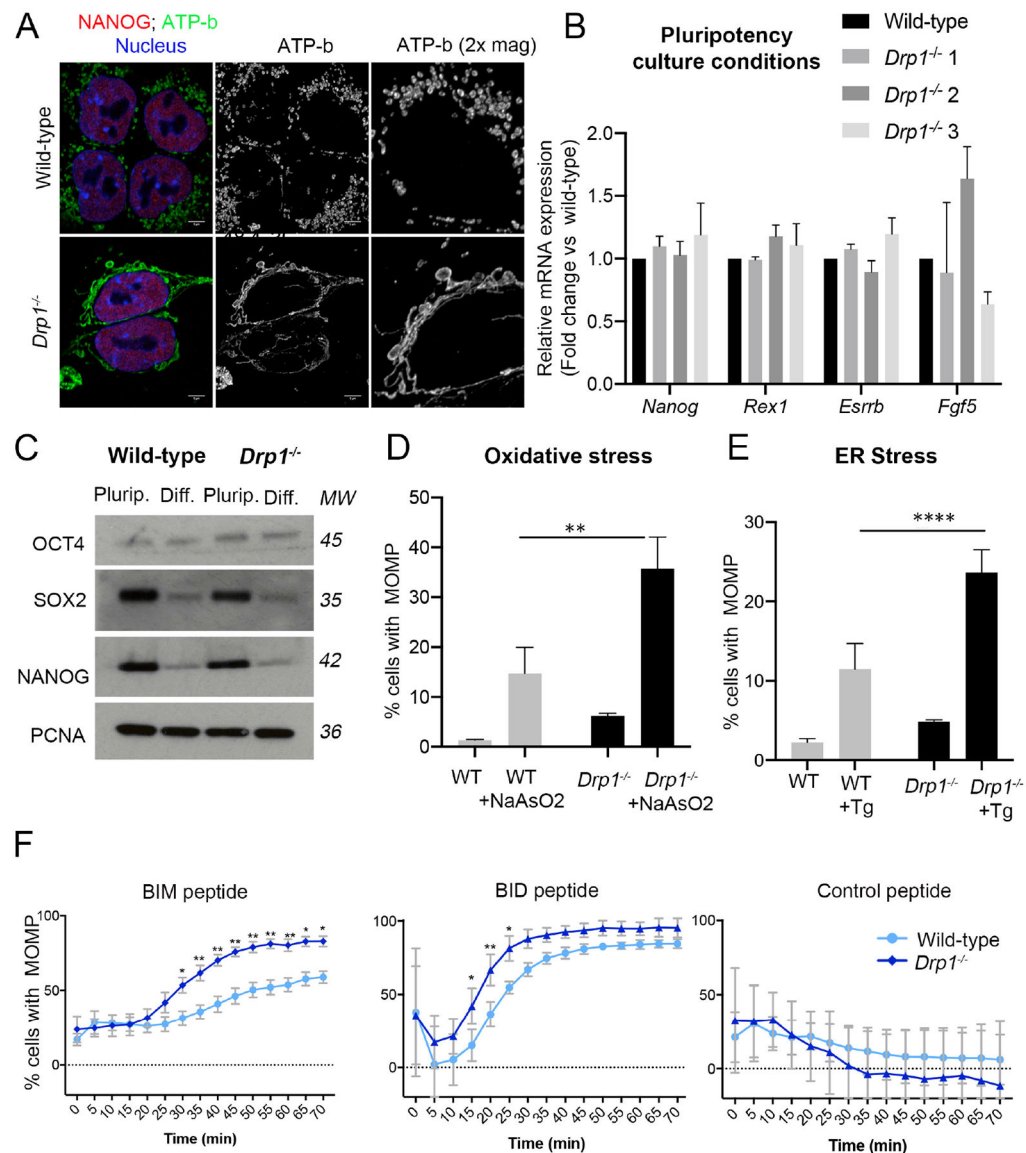 A
NANOG; ATP-b
Nucleus
ATP-b
ATP-b (2x mag)
Wild-type
Drp1-/-
B
Pluripotency
culture conditions
Wild-type
Drp1-/- 1
Drp1-/- 2
Drp1-/- 3
Relative mRNA expression
(Fold change vs wild-type)
2.0
1.5
1.0
0.5
0.0
Nanog Rex1 Esrrb Fgf5
C
Wild-type Drp1-/-
Plurip. Diff. Plurip. Diff. MW
OCT4 45
SOX2 35
NANOG 42
PCNA 36
D
Oxidative stress
% cells with MOMP
50
40
30
20
10
0
**
WT WT Drp1-/- Drp1-/-
+NaAsO2 +NaAsO2
E
ER Stress
% cells with MOMP
30
20
10
0
****
WT WT Drp1-/- Drp1-/-
+Tg +Tg
F
BIM peptide
% cells with MOMP
100
50
0
* ** ** ** ** ** ** * *
0 5 10 15 20 25 30 35 40 45 50 55 60 65 70
Time (min)
BID peptide
100
50
0
* ** *
0 5 10 15 20 25 30 35 40 45 50 55 60 65 70
Time (min)
Control peptide
Wild-type
Drp1-/-
100
50
0
0 5 10 15 20 25 30 35 40 45 50 55 60 65 70
Time (min)